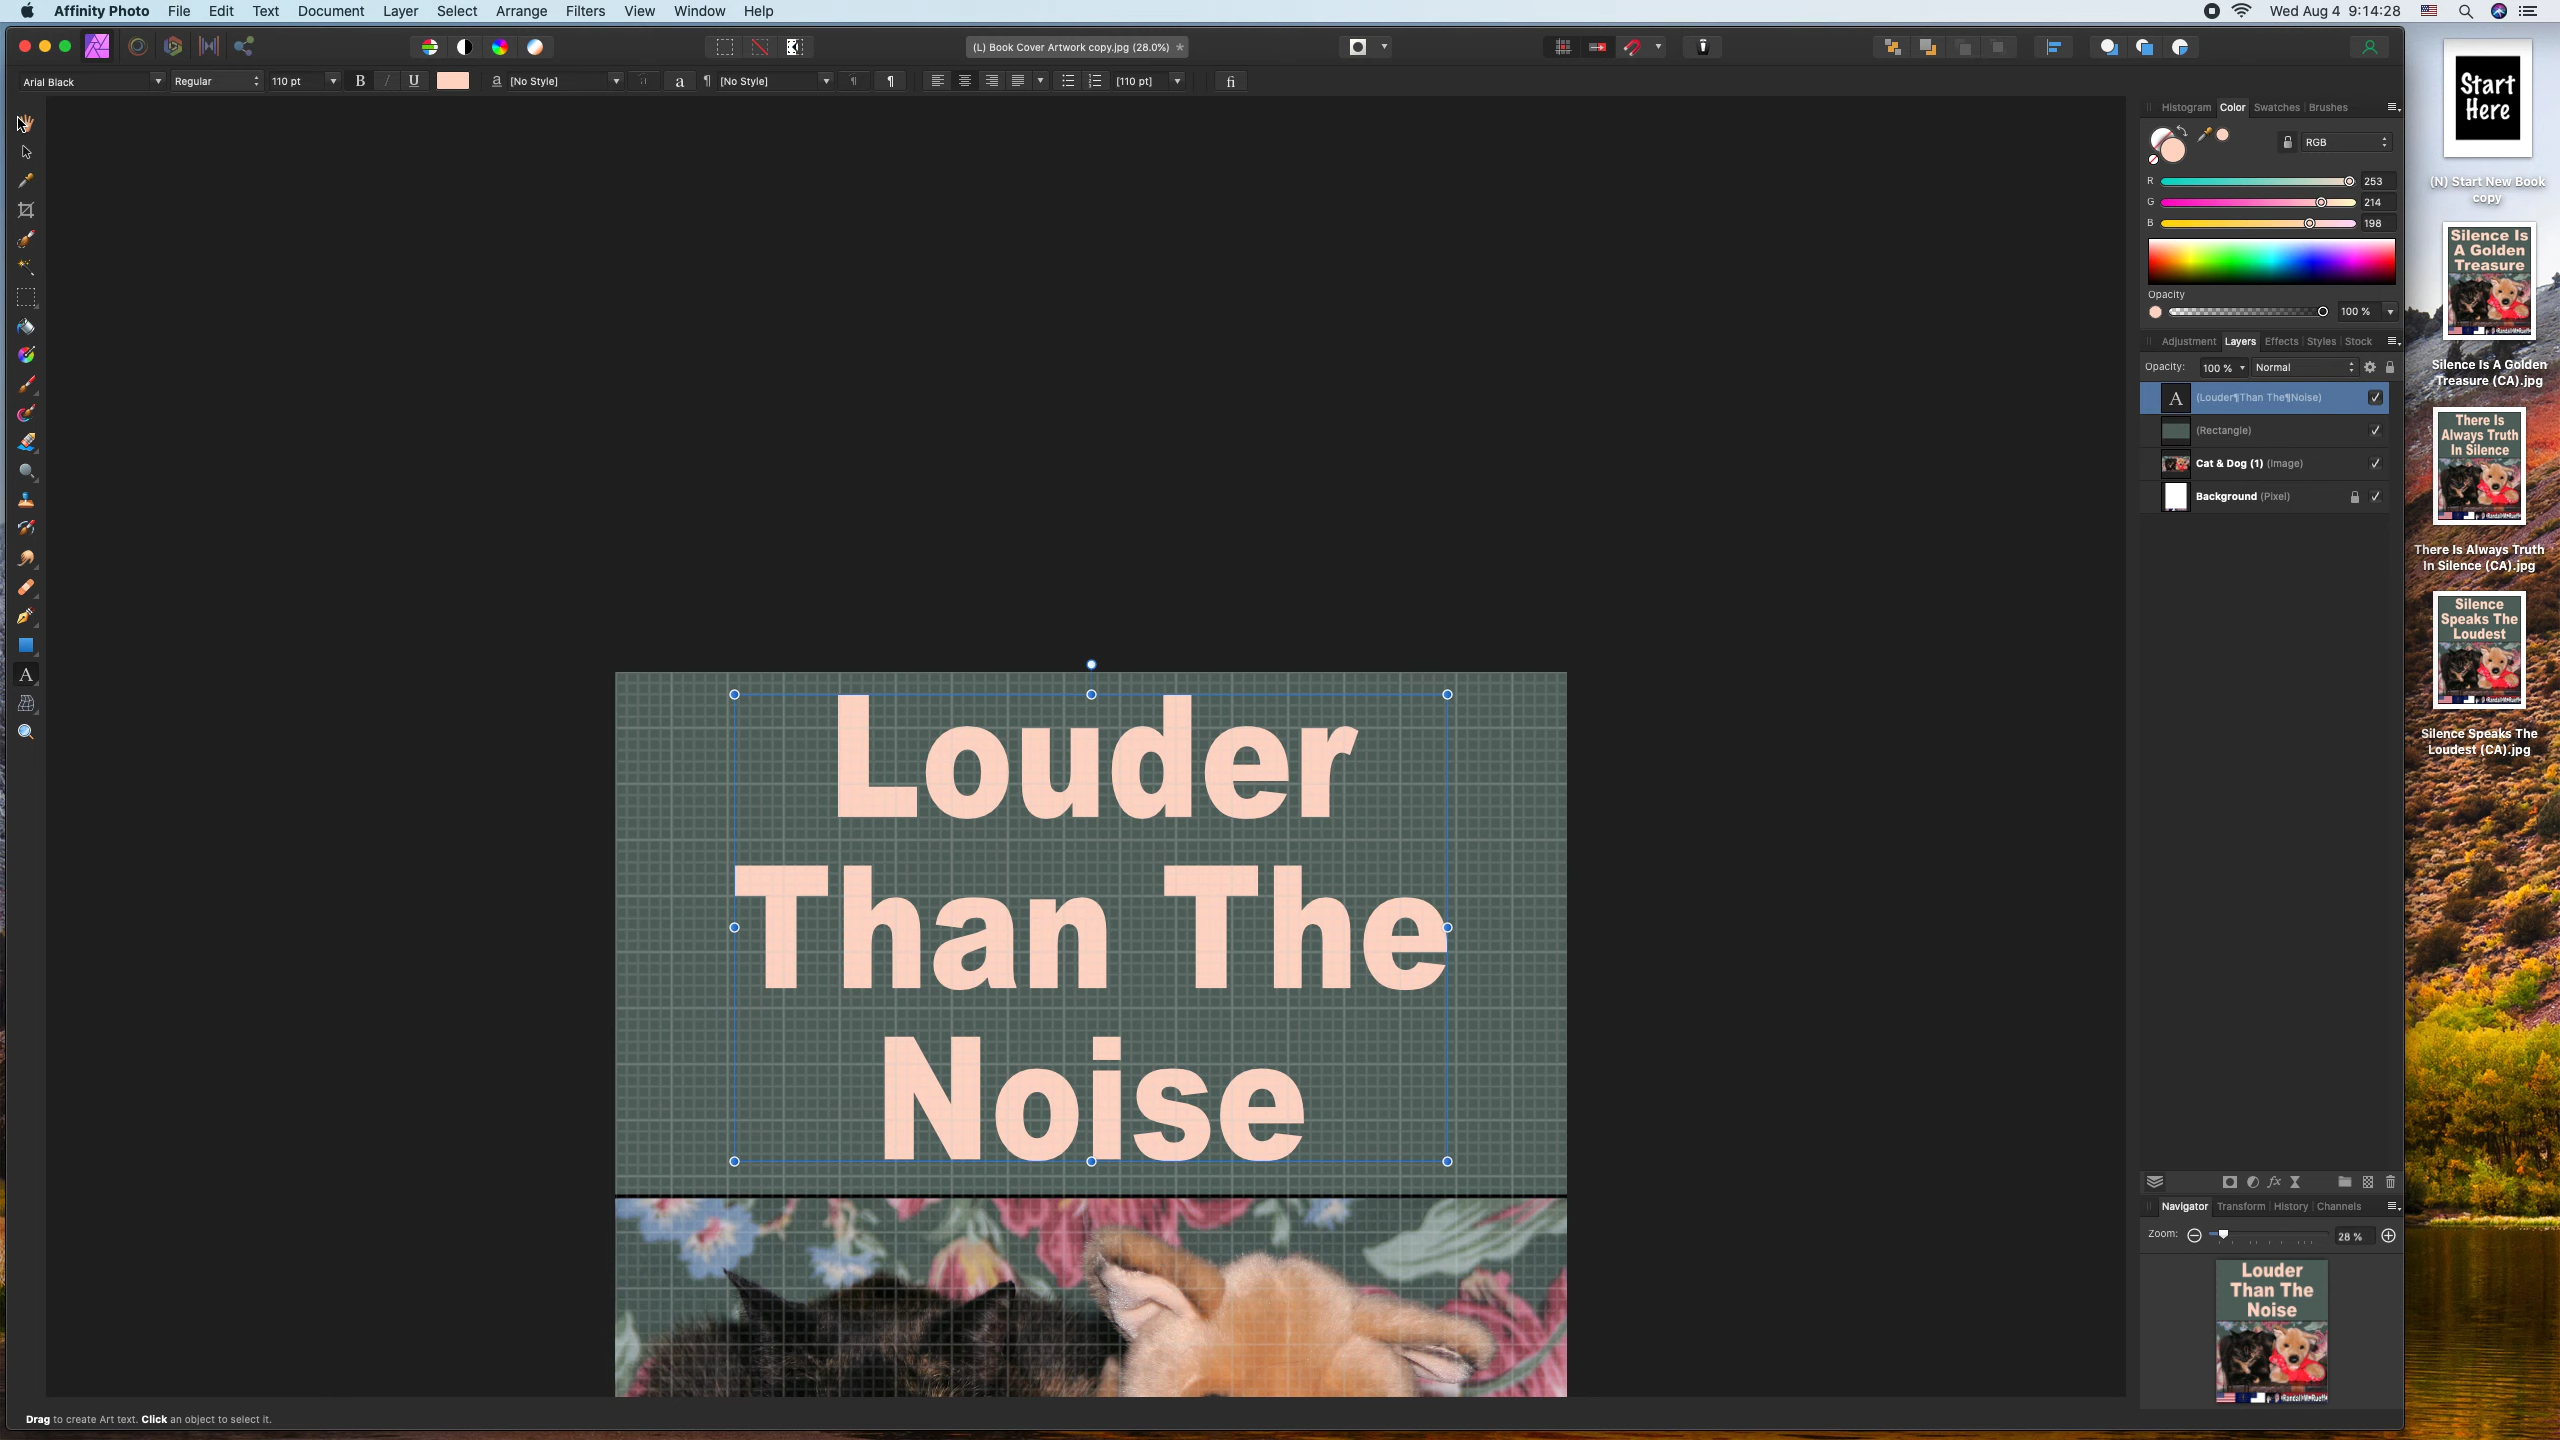 Affinity Photo File Edit Text Document Layer Select Arrange Filters View Window Help
Wed Aug 4 9:14:28
(L) Book Cover Artwork copy.jpg (28.0%)
Arial Black Regular 110 pt B I U a [No Style] a ¶ [No Style] ¶ [110 pt] fi
Histogram Color Swatches Brushes
RGB
R 253
G 214
B 198
Opacity
100 %
Adjustment Layers Effects Styles Stock
Opacity: 100 % Normal
A (Louder¶Than The¶Noise)
(Rectangle)
Cat & Dog (1) (Image)
Background (Pixel)
fx
Navigator Transform History Channels
Zoom: 28 %
Louder
Than The
Noise
Louder
Than The
Noise
A
Drag to create Art text. Click an object to select it.
Start
Here
(N) Start New Book
copy
Silence Is
A Golden
Treasure
Silence Is A Golden
Treasure (CA).jpg
There Is
Always Truth
In Silence
There Is Always Truth
In Silence (CA).jpg
Silence
Speaks The
Loudest
Silence Speaks The
Loudest (CA).jpg